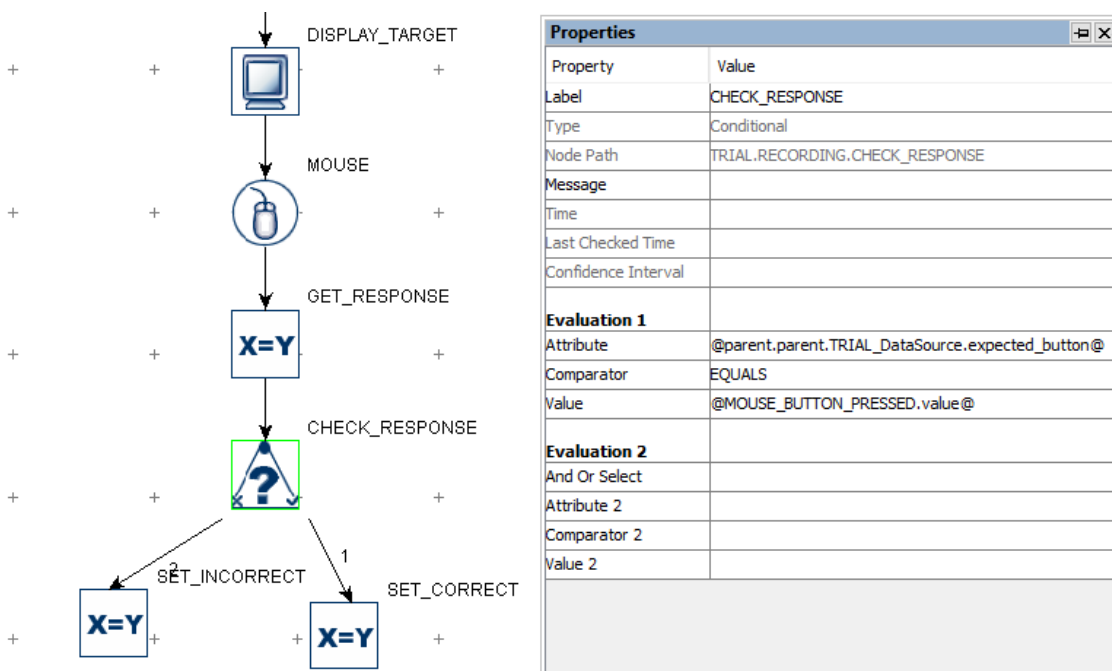 DISPLAY_TARGET
MOUSE
GET_RESPONSE
X=Y
CHECK_RESPONSE
?
2
1
SET_INCORRECT
SET_CORRECT
X=Y
X=Y
Properties
Property Value
Label CHECK_RESPONSE
Type Conditional
Node Path TRIAL.RECORDING.CHECK_RESPONSE
Message
Time
Last Checked Time
Confidence Interval
Evaluation 1
Attribute @parent.parent.TRIAL_DataSource.expected_button@
Comparator EQUALS
Value @MOUSE_BUTTON_PRESSED.value@
Evaluation 2
And Or Select
Attribute 2
Comparator 2
Value 2